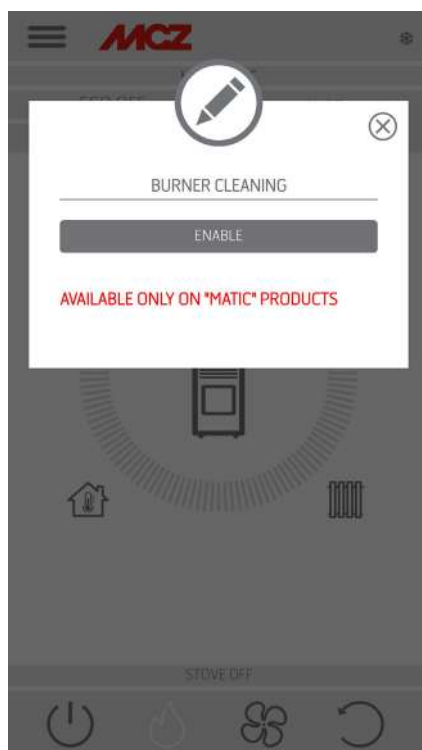 MCZ
BURNER CLEANING
ENABLE
AVAILABLE ONLY ON "MATIC" PRODUCTS
STOVE OFF